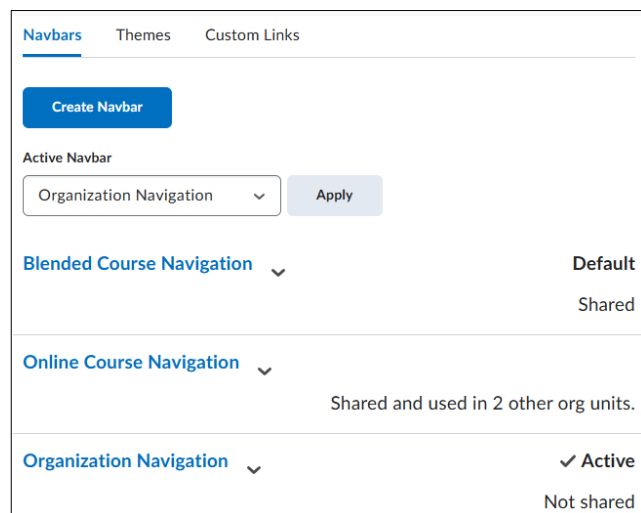 Navbars Themes Custom Links
Create Navbar
Active Navbar
Organization Navigation Apply
Blended Course Navigation Default
Shared
Online Course Navigation
Shared and used in 2 other org units.
Organization Navigation Active
Not shared